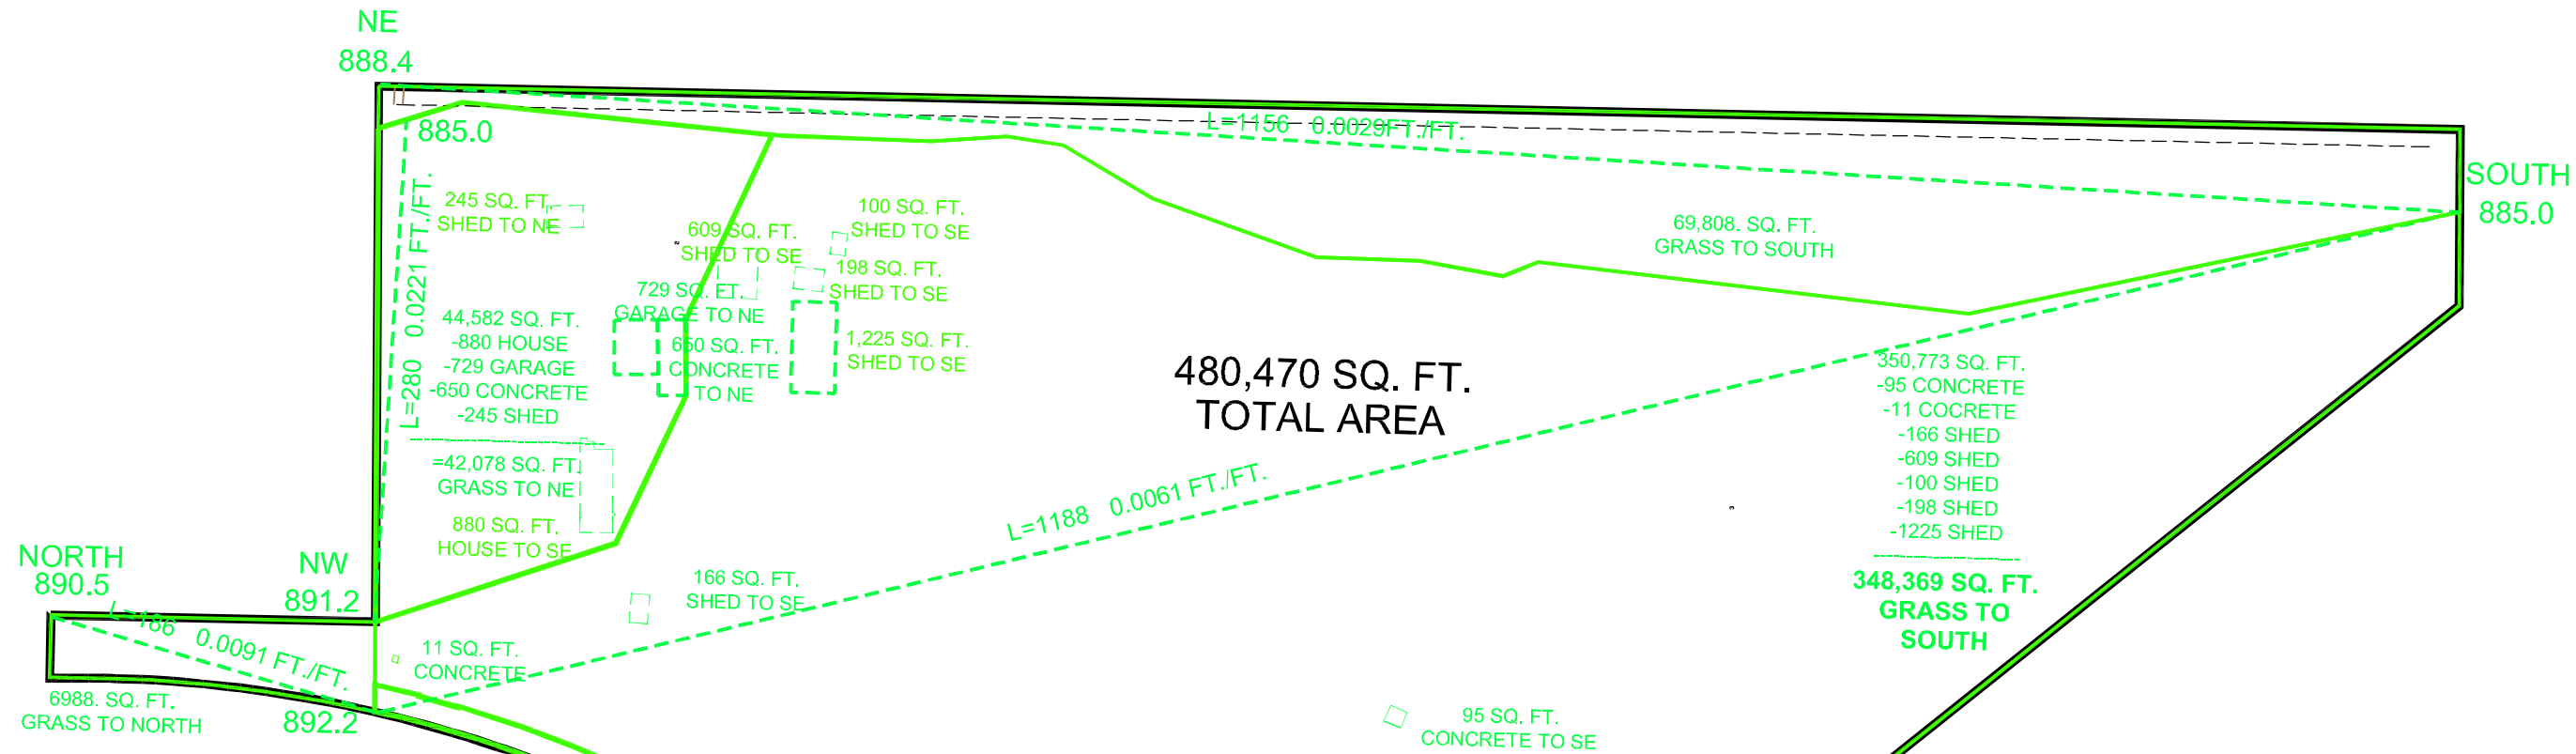 NE
888.4
885.0
L=1156 0.0029FT./FT.
SOUTH
885.0
L=280 0.0221 FT./FT.
245 SQ. FT.
SHED TO NE
609 SQ. FT.
SHED TO SE
100 SQ. FT.
SHED TO SE
198 SQ. FT.
SHED TO SE
69,808. SQ. FT.
GRASS TO SOUTH
729 SQ. FT.
GARAGE TO NE
650 SQ. FT.
CONCRETE
TO NE
1,225 SQ. FT.
SHED TO SE
44,582 SQ. FT.
-880 HOUSE
-729 GARAGE
-650 CONCRETE
-245 SHED
-----------------------------
=42,078 SQ. FT.
GRASS TO NE
880 SQ. FT.
HOUSE TO SE
480,470 SQ. FT.
TOTAL AREA
350,773 SQ. FT.
-95 CONCRETE
-11 COCRETE
-166 SHED
-609 SHED
-100 SHED
-198 SHED
-1225 SHED
----------------------
348,369 SQ. FT.
GRASS TO
SOUTH
L=1188 0.0061 FT./FT.
NORTH
890.5
NW
891.2
L=186 0.0091 FT./FT.
166 SQ. FT.
SHED TO SE
11 SQ. FT.
CONCRETE
6988. SQ. FT.
GRASS TO NORTH
892.2
95 SQ. FT.
CONCRETE TO SE